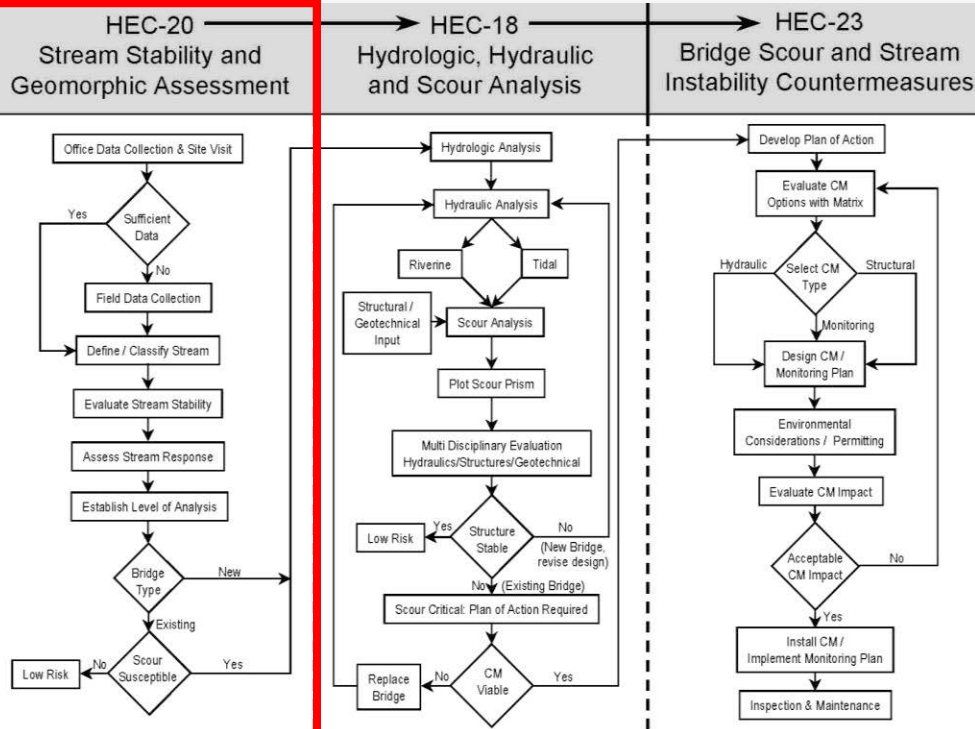 HEC-20
Stream Stability and
Geomorphic Assessment
HEC-18
Hydrologic, Hydraulic
and Scour Analysis
HEC-23
Bridge Scour and Stream
Instability Countermeasures
Office Data Collection & Site Visit
Yes
Sufficient
Data
No
Field Data Collection
Define / Classify Stream
Evaluate Stream Stability
Assess Stream Response
Establish Level of Analysis
Bridge
Type
New
Existing
Low Risk
No
Scour
Susceptible
Yes
Hydrologic Analysis
Hydraulic Analysis
Riverine
Tidal
Structural /
Geotechnical
Input
Scour Analysis
Plot Scour Prism
Multi Disciplinary Evaluation
Hydraulics/Structures/Geotechnical
Low Risk
Yes
Structure
Stable
No
(New Bridge,
revise design)
No (Existing Bridge)
Scour Critical: Plan of Action Required
Replace
Bridge
No
CM
Viable
Yes
Develop Plan of Action
Evaluate CM
Options with Matrix
Hydraulic
Select CM
Type
Structural
Monitoring
Design CM /
Monitoring Plan
Environmental
Considerations / Permitting
Evaluate CM Impact
Acceptable
CM Impact
No
Yes
Install CM /
Implement Monitoring Plan
Inspection & Maintenance